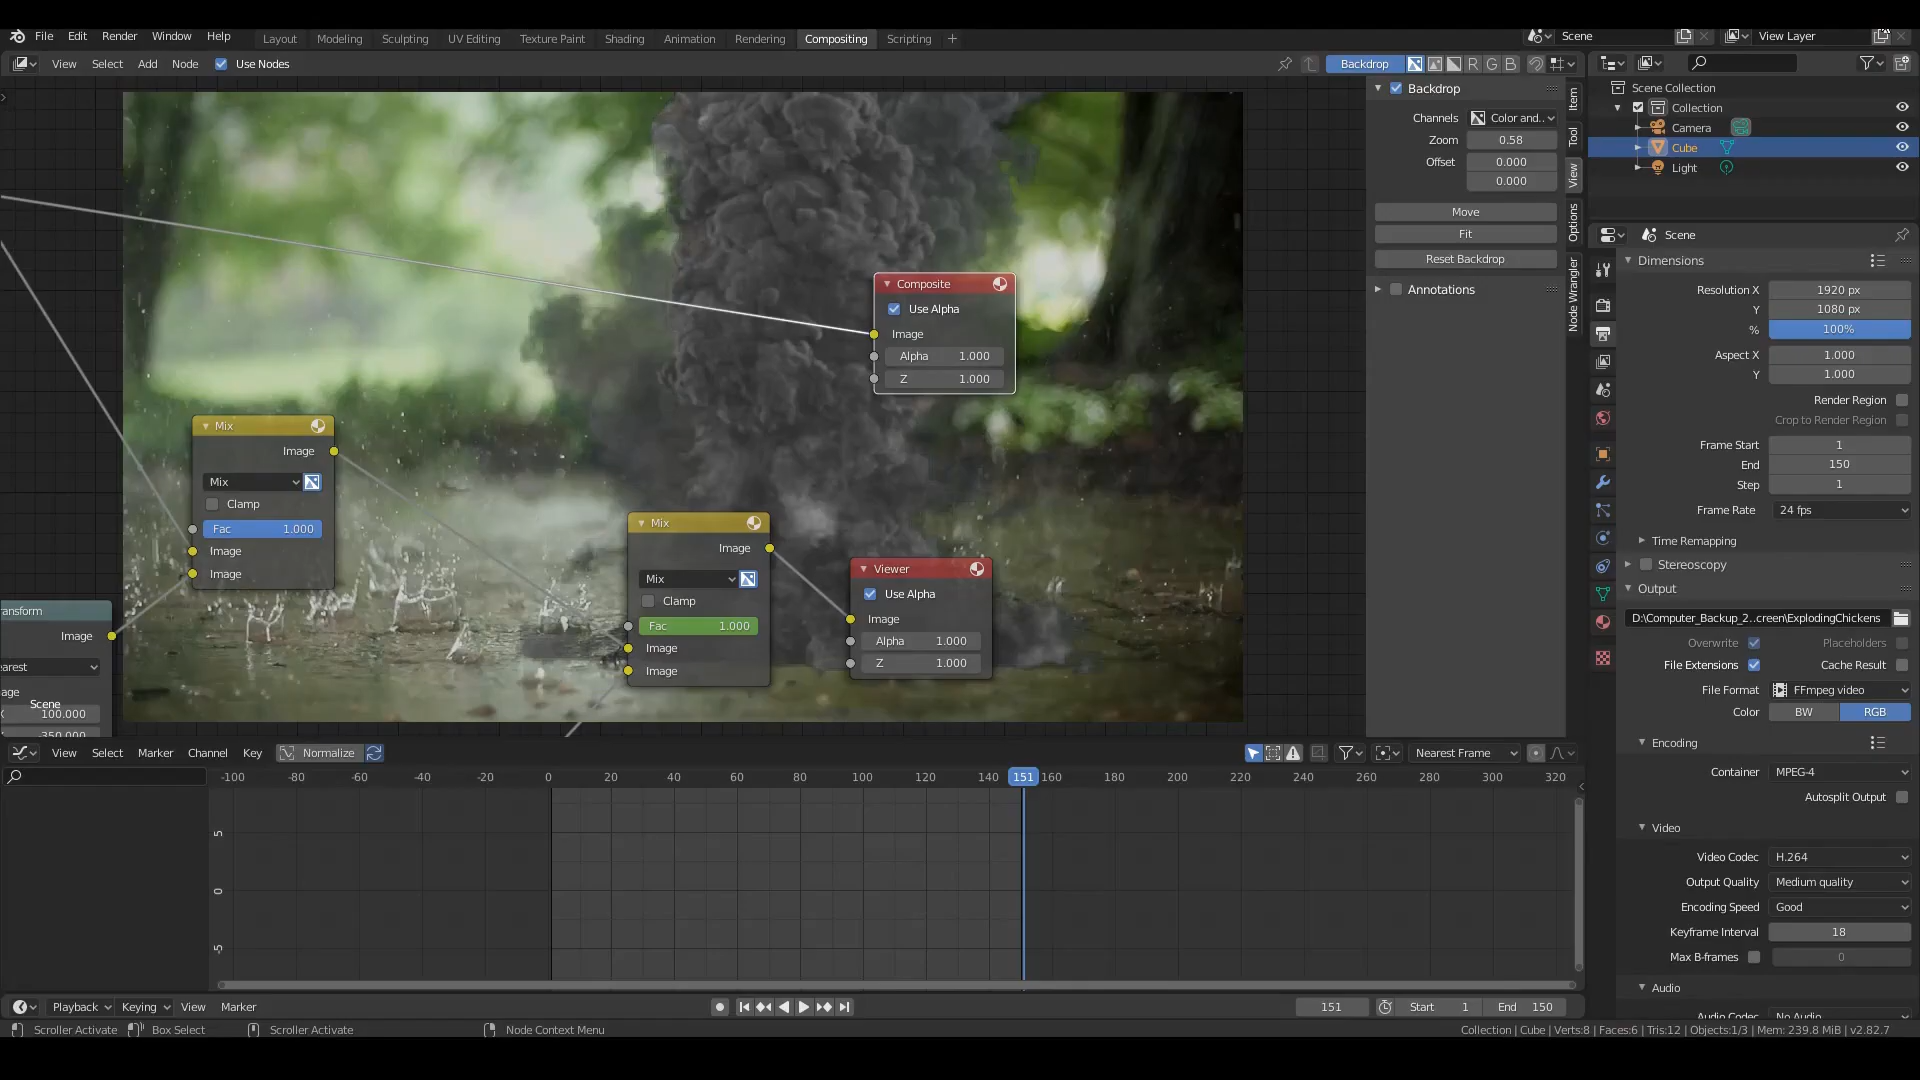 File Edit Render Window Help Layout Modeling Sculpting UV Editing Texture Paint Shading Animation Rendering Compositing Scripting + Scene View Layer
View Select Add Node Use Nodes Backdrop R G B
Backdrop
Channels Color and..
Zoom 0.58
Offset 0.000
0.000
Move
Fit
Reset Backdrop
Annotations
Item
Tool
View
Options
Node Wrangler
Scene Collection
Collection
Camera
Cube
Light
Composite
Use Alpha
Image
Alpha 1.000
Z 1.000
Mix
Image
Mix
Clamp
Fac 1.000
Image
Image
Mix
Image
Mix
Clamp
Fac 1.000
Image
Image
Viewer
Use Alpha
Image
Alpha 1.000
Z 1.000
ansform
Image
earest
age
Scene
X 100.000
-350.000
Scene
Dimensions
Resolution X 1920 px
Y 1080 px
% 100%
Aspect X 1.000
Y 1.000
Render Region
Crop to Render Region
Frame Start 1
End 150
Step 1
Frame Rate 24 fps
Time Remapping
Stereoscopy
Output
D:\Computer_Backup_2..creen\ExplodingChickens
Overwrite Placeholders
File Extensions Cache Result
File Format FFmpeg video
Color BW RGB
Encoding
Container MPEG-4
Autosplit Output
Video
Video Codec H.264
Output Quality Medium quality
Encoding Speed Good
Keyframe Interval 18
Max B-frames 0
Audio
Audio Codec No Audio
View Select Marker Channel Key Normalize Nearest Frame
-100 -80 -60 -40 -20 0 20 40 60 80 100 120 140 151 160 180 200 220 240 260 280 300 320
5
0
-5
Playback Keying View Marker 151 Start 1 End 150
Scroller Activate Box Select Scroller Activate Node Context Menu Collection | Cube | Verts:8 | Faces:6 | Tris:12 | Objects:1/3 | Mem: 239.8 MiB | v2.82.7